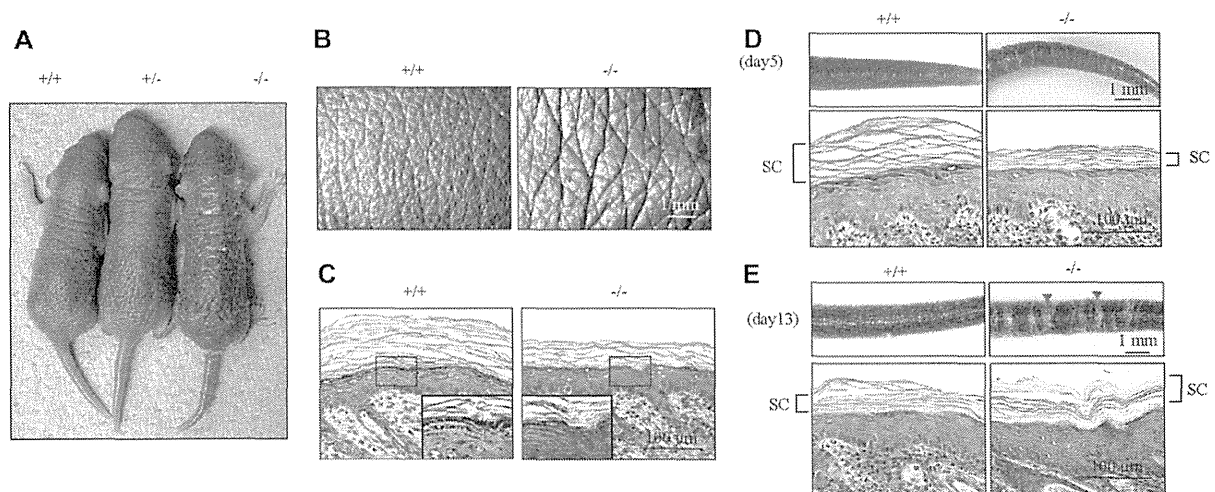 A
+/+ +/- -/-
B
+/+ -/-
1 mm
C
+/+ -/-
100 µm
D
+/+ -/-
(day5)
1 mm
SC SC
100 µm
E
+/+ -/-
(day13)
1 mm
SC SC
100 µm